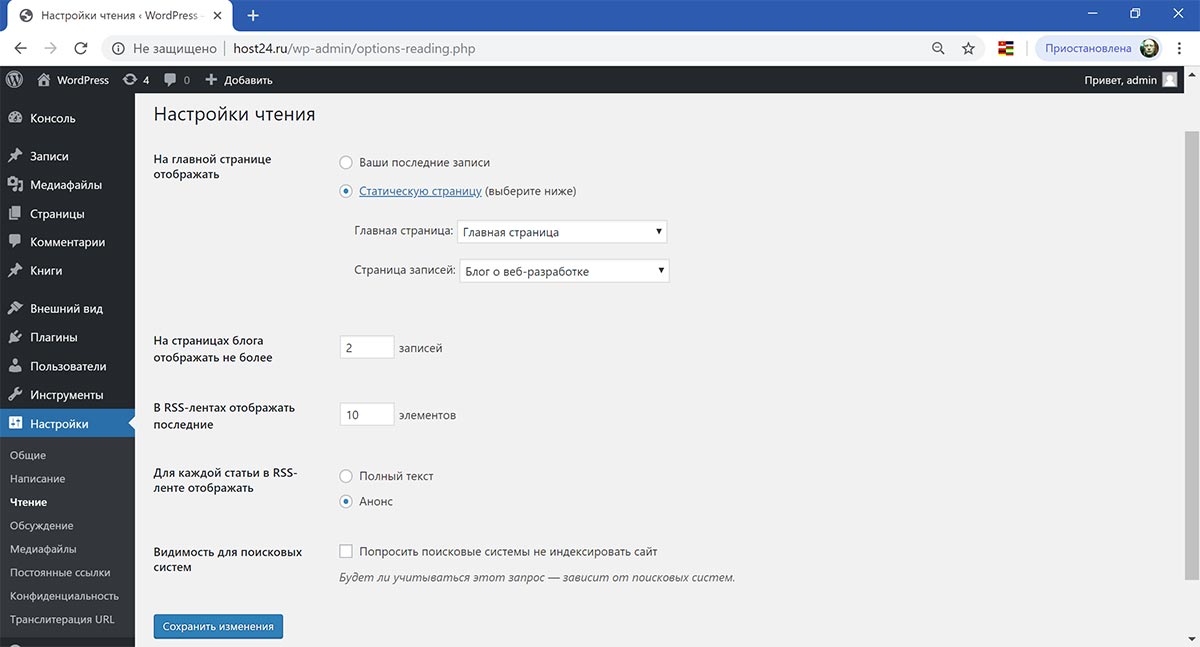 Настройки чтения ‹ WordPress -
Не защищено host24.ru/wp-admin/options-reading.php Приостановлена
WordPress 4 0 Добавить Привет, admin
Консоль
Записи
Медиафайлы
Страницы
Комментарии
Книги
Внешний вид
Плагины
Пользователи
Инструменты
Настройки
Общие
Написание
Чтение
Обсуждение
Медиафайлы
Постоянные ссылки
Конфиденциальность
Транслитерация URL
Настройки чтения
На главной странице
отображать
Ваши последние записи
Статическую страницу (выберите ниже)
Главная страница: Главная страница
Страница записей: Блог о веб-разработке
На страницах блога
отображать не более
2 записей
В RSS-лентах отображать
последние
10 элементов
Для каждой статьи в RSS-
ленте отображать
Полный текст
Анонс
Видимость для поисковых
систем
Попросить поисковые системы не индексировать сайт
Будет ли учитываться этот запрос — зависит от поисковых систем.
Сохранить изменения